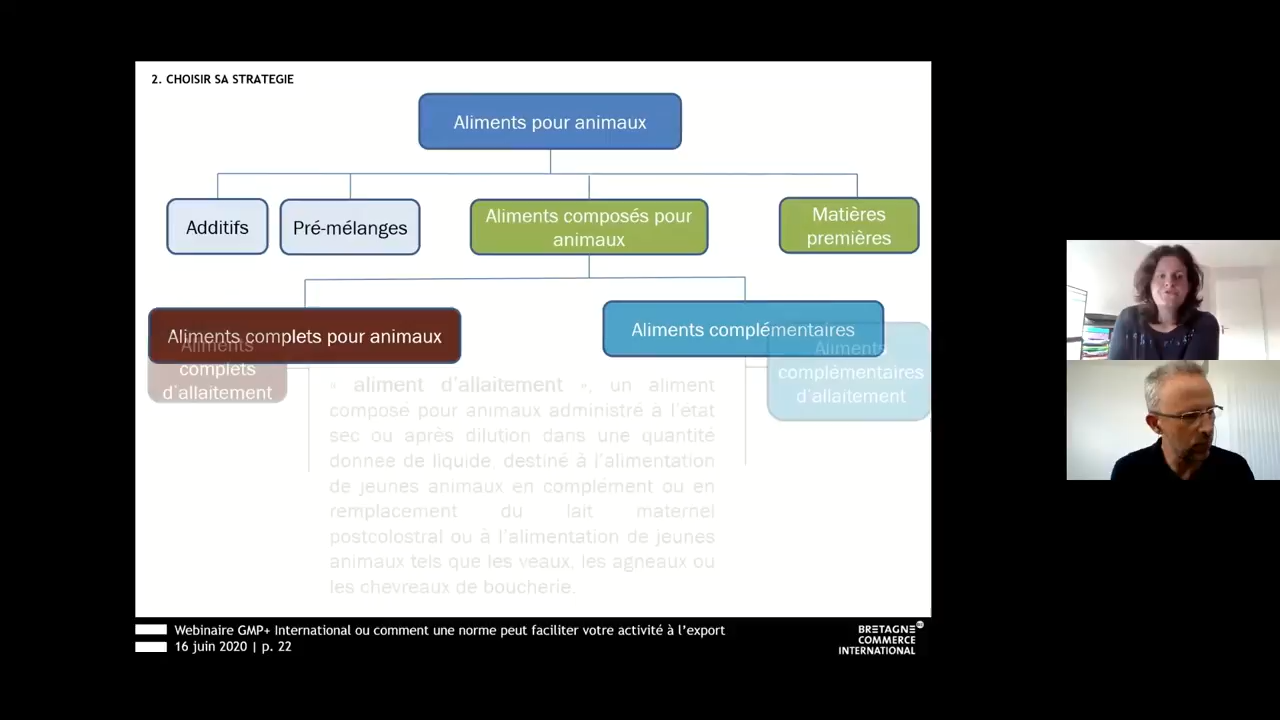 2. CHOISIR SA STRATEGIE
Aliments pour animaux
Additifs
Pré-mélanges
Aliments composés pour
animaux
Matières
premières
Aliments complets pour animaux
Aliments complémentaires
Aliments
complets
d'allaitement
Aliments
complémentaires
d'allaitement
« aliment d'allaitement », un aliment
composé pour animaux administré à l'état
sec ou après dilution dans une quantité
donnée de liquide, destiné à l'alimentation
de jeunes animaux en complément ou en
remplacement du lait maternel
postcolostral ou à l'alimentation de jeunes
animaux tels que les veaux, les agneaux ou
les chevreaux de boucherie.
Webinaire GMP+ International ou comment une norme peut faciliter votre activité à l'export
16 juin 2020 | p. 22
BRETAGNE
COMMERCE
INTERNATIONAL